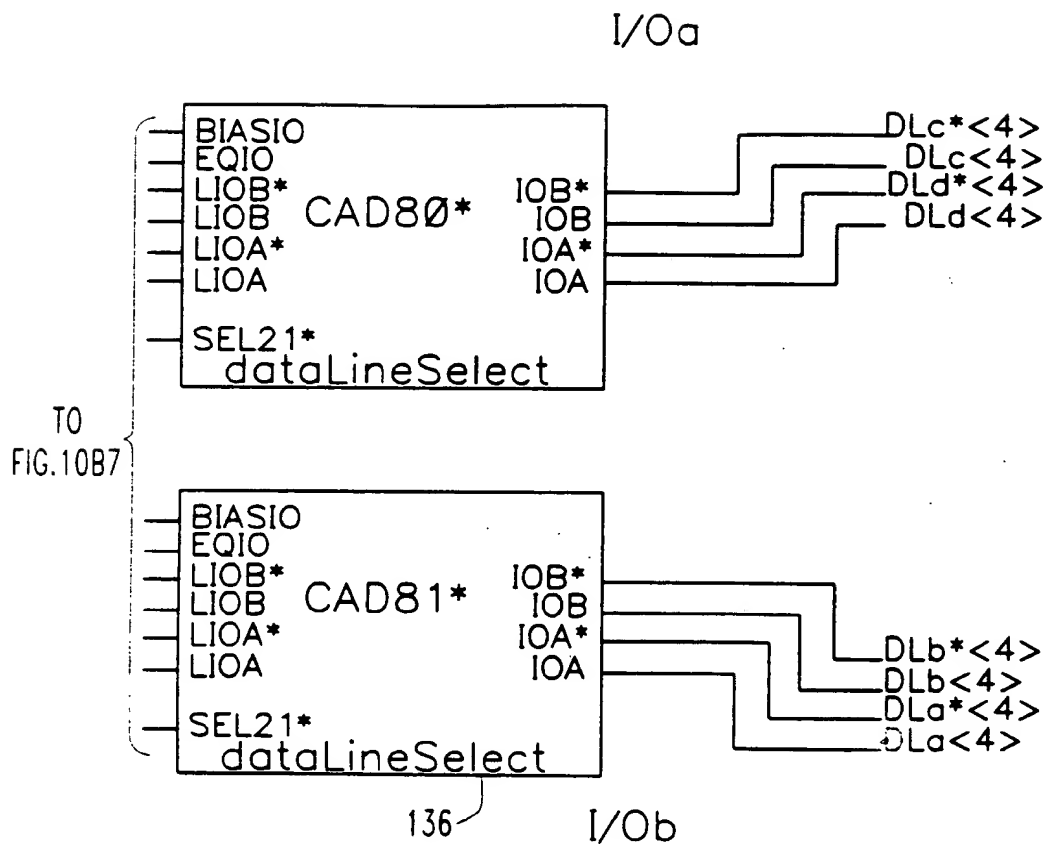 I/Oa
BIASIO
EQIO
LIOB*
LIOB
LIOA*
LIOA
SEL21*
CAD8Ø*
IOB*
IOB
IOA*
IOA
dataLineSelect
DLc*<4>
DLc<4>
DLd*<4>
DLd<4>
TO
FIG.10B7
BIASIO
EQIO
LIOB*
LIOB
LIOA*
LIOA
SEL21*
CAD81*
IOB*
IOB
IOA*
IOA
dataLineSelect
DLb*<4>
DLb<4>
DLa*<4>
DLa<4>
136
I/Ob